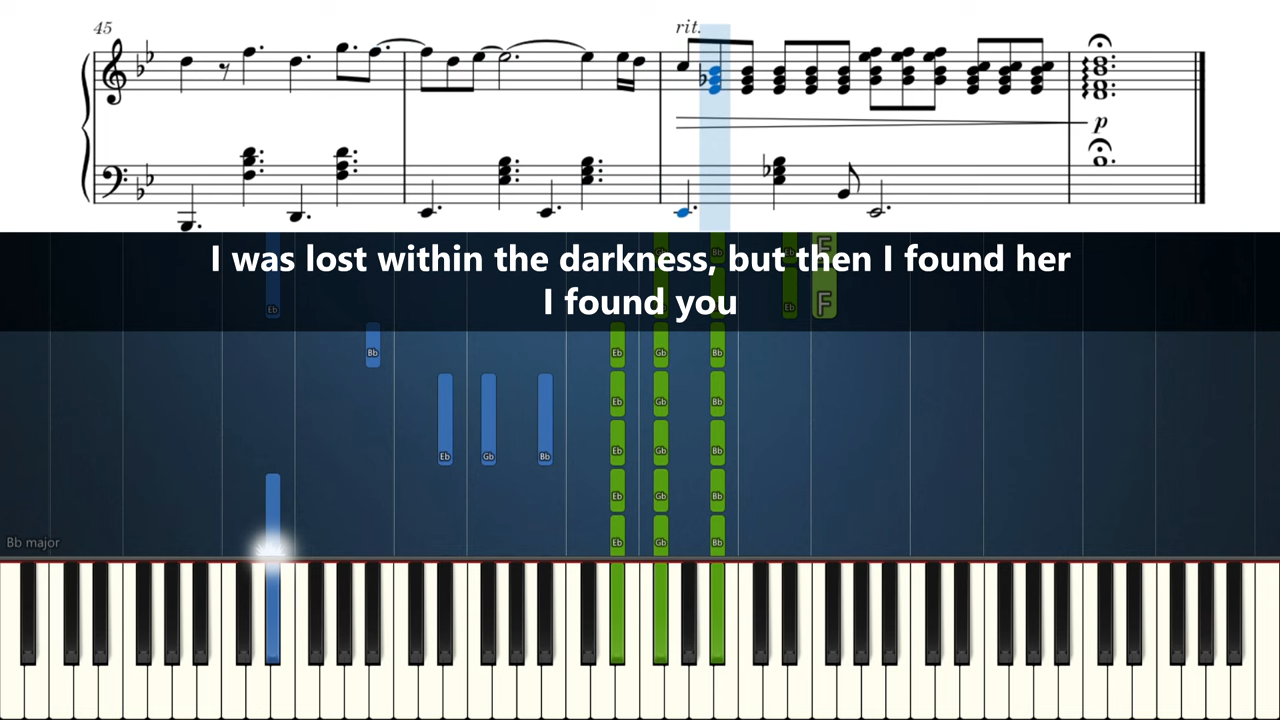 45
rit.
p
I was lost within the darkness, but then I found her
I found you
Bb Eb F
Eb Eb F
Bb Eb Gb Bb
Eb Gb Bb
Eb Gb Bb Eb Gb Bb
Eb Gb Bb
Bb major Eb Gb Bb